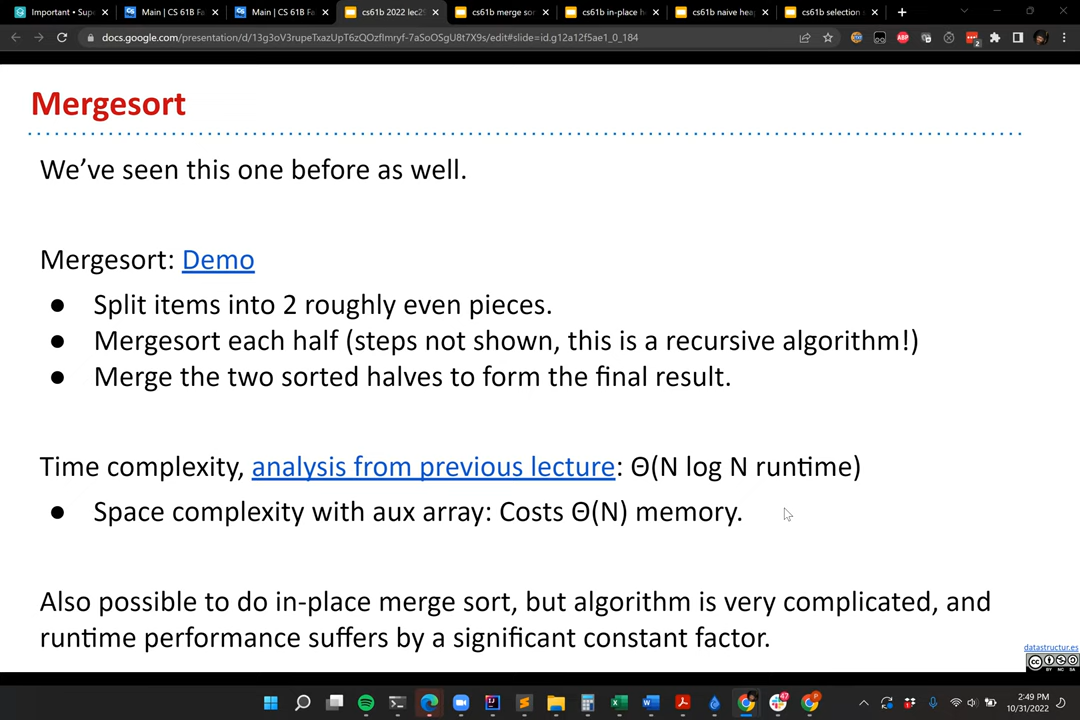 Important • Supe
Main | CS 61B Fa
Main | CS 61B Fa
cs61b 2022 lec29
cs61b merge sor
cs61b in-place h
cs61b naive hea
cs61b selection s
docs.google.com/presentation/d/13g3oV3rupeTxazUpT6zQOzflmryf-7aSoOSgU8t7X9s/edit#slide=id.g12a12f5ae1_0_184
Mergesort
We’ve seen this one before as well.
Mergesort: Demo
● Split items into 2 roughly even pieces.
● Mergesort each half (steps not shown, this is a recursive algorithm!)
● Merge the two sorted halves to form the final result.
Time complexity, analysis from previous lecture: Θ(N log N runtime)
● Space complexity with aux array: Costs Θ(N) memory.
Also possible to do in-place merge sort, but algorithm is very complicated, and
runtime performance suffers by a significant constant factor.
datastructur.es
2:49 PM
10/31/2022